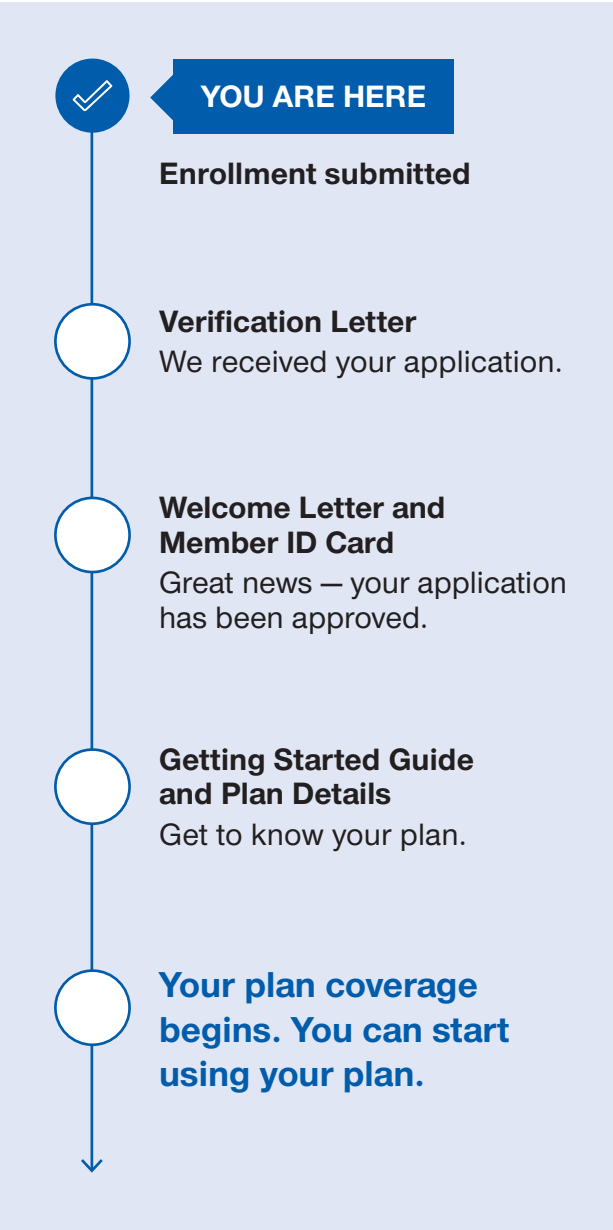 YOU ARE HERE
Enrollment submitted
Verification Letter
We received your application.
Welcome Letter and
Member ID Card
Great news — your application
has been approved.
Getting Started Guide
and Plan Details
Get to know your plan.
Your plan coverage
begins. You can start
using your plan.